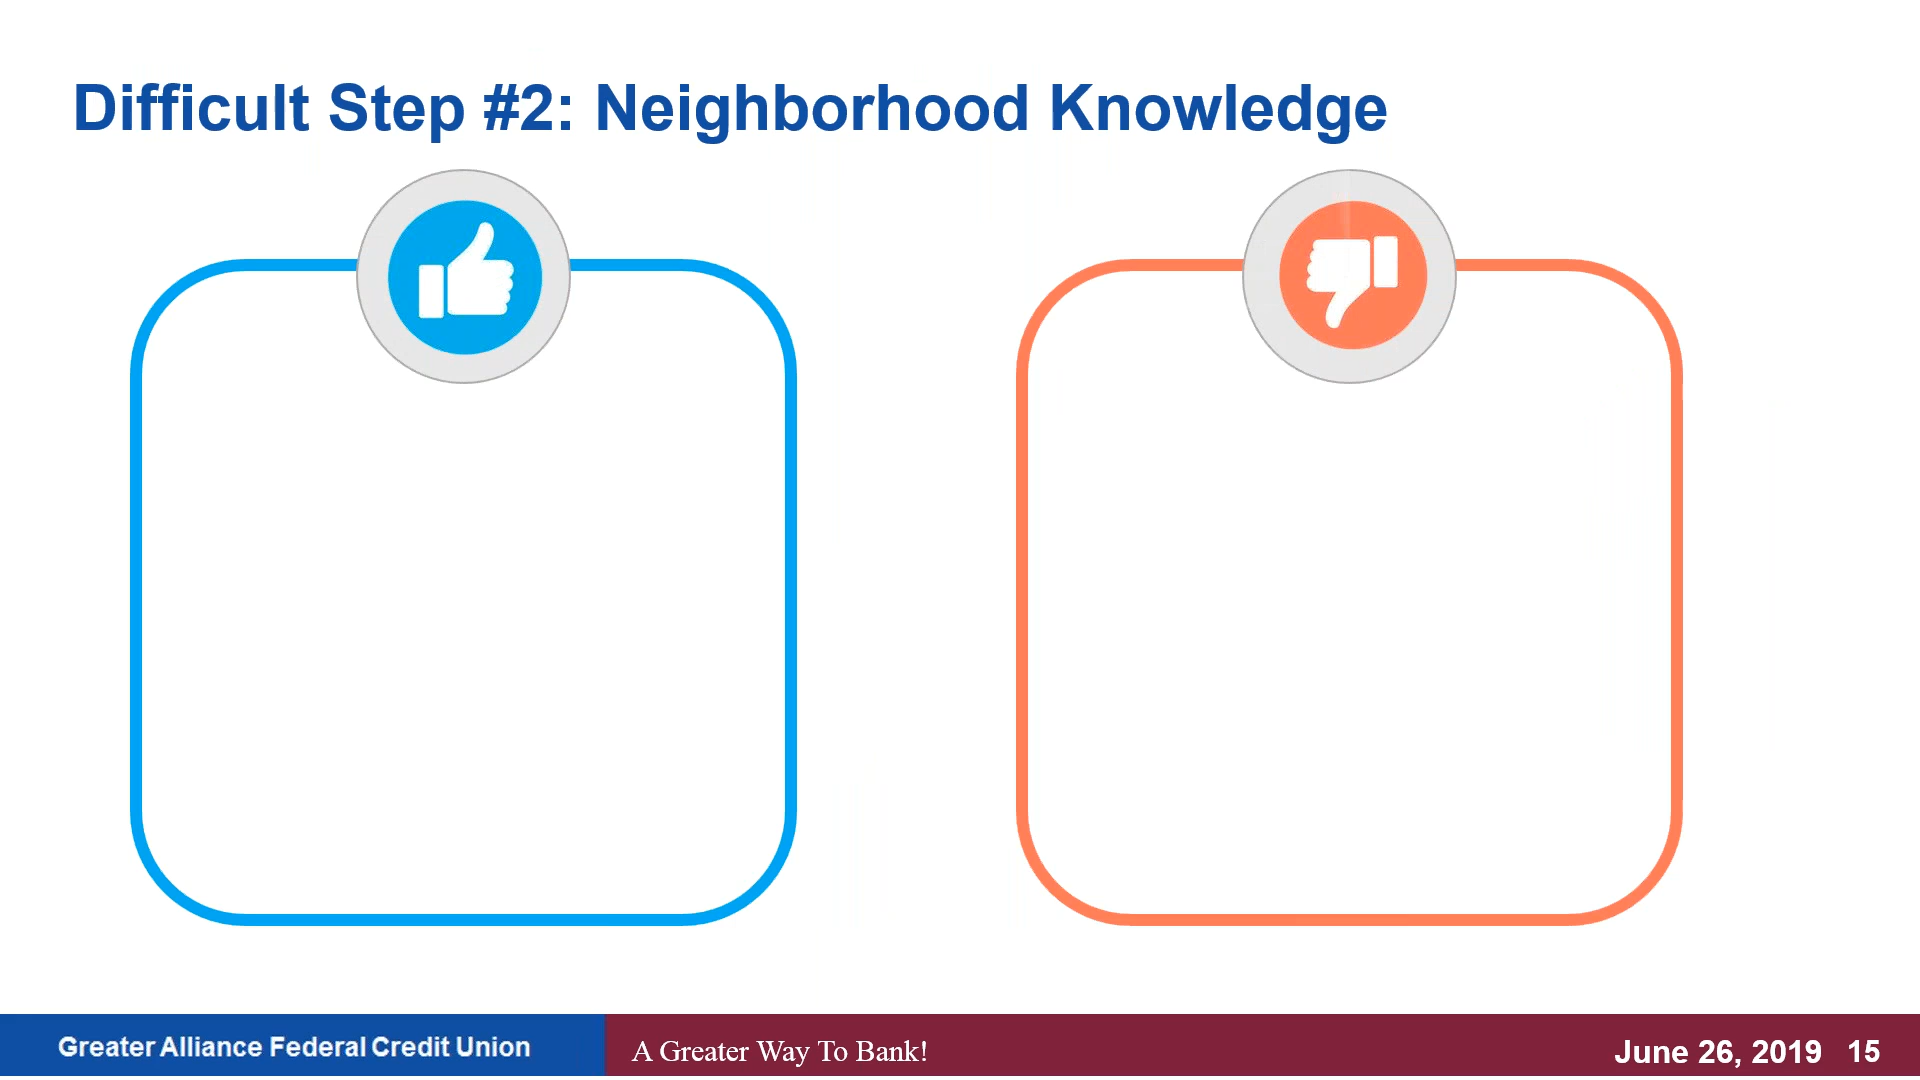 Difficult Step #2: Neighborhood Knowledge
Greater Alliance Federal Credit Union
A Greater Way To Bank!
June 26, 2019 15